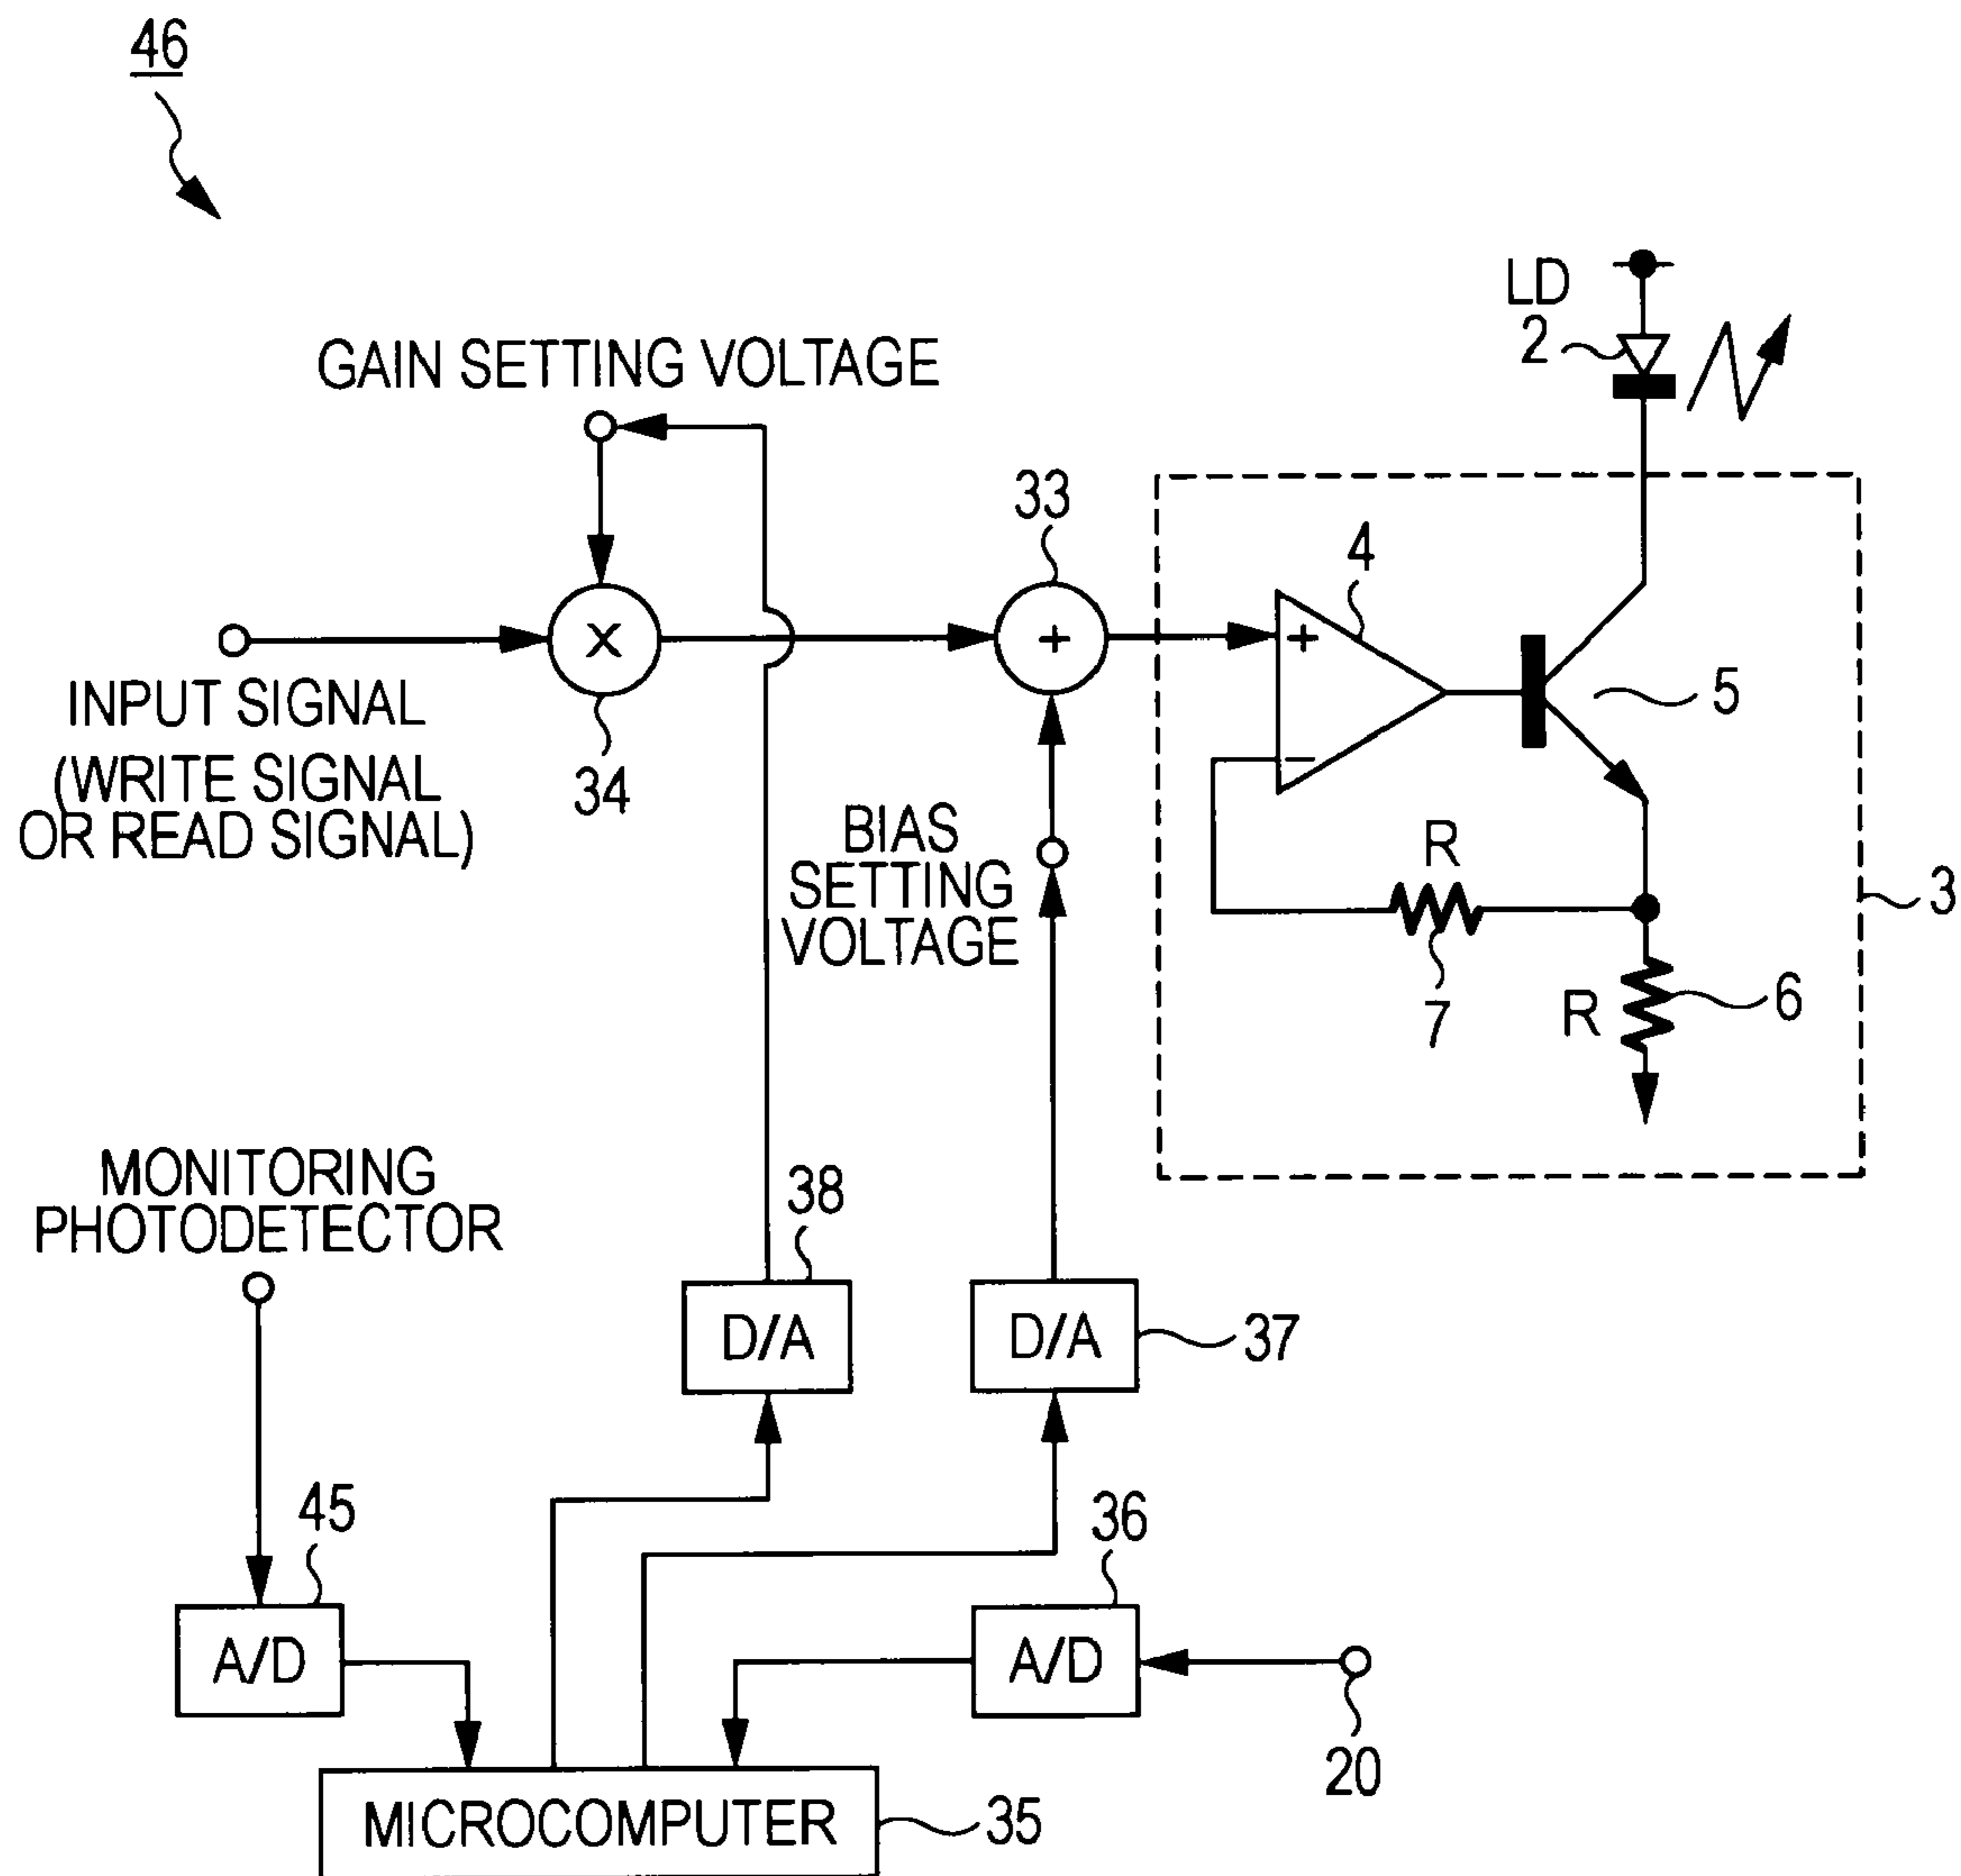 46
LD
2
GAIN SETTING VOLTAGE
33
4
+
X
+
5
INPUT SIGNAL
(WRITE SIGNAL
OR READ SIGNAL)
34
−
BIAS
SETTING
VOLTAGE
R
3
7
R
6
MONITORING
PHOTODETECTOR
38
D/A
D/A
37
45
36
A/D
A/D
20
MICROCOMPUTER
35